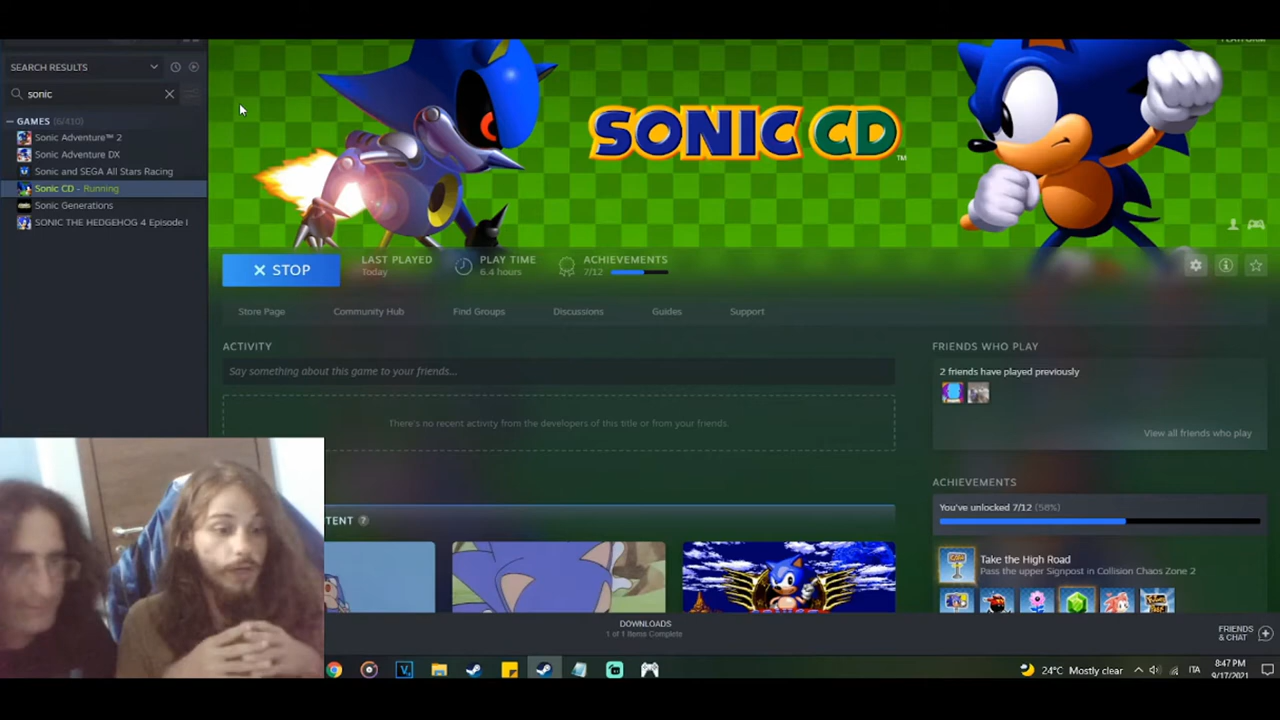 SEARCH RESULTS
sonic
GAMES (6/410)
Sonic Adventure™ 2
Sonic Adventure DX
Sonic and SEGA All Stars Racing
Sonic CD - Running
Sonic Generations
SONIC THE HEDGEHOG 4 Episode I
SONIC CD™
STOP
LAST PLAYED
Today
PLAY TIME
6.4 hours
ACHIEVEMENTS
7/12
Store Page
Community Hub
Find Groups
Discussions
Guides
Support
ACTIVITY
Say something about this game to your friends...
There's no recent activity from the developers of this title or from your friends.
TENT ?
FRIENDS WHO PLAY
2 friends have played previously
View all friends who play
ACHIEVEMENTS
You've unlocked 7/12 (58%)
Take the High Road
Pass the upper Signpost in Collision Chaos Zone 2
DOWNLOADS
1 of 1 Items Complete
FRIENDS
& CHAT
24°C Mostly clear
ITA
8:47 PM
9/17/2021